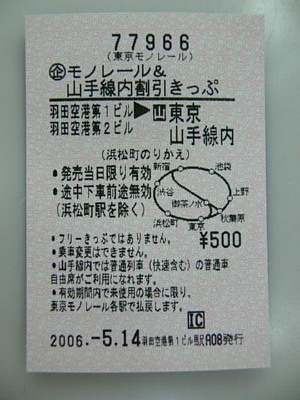 77966
(東京モノレール)
企モノレール&
山手線内割引きっぷ
羽田空港第1ビル
羽田空港第2ビル
▶山東京
山手線内
(浜松町のりかえ)
・発売当日限り有効
・途中下車前途無効
(浜松町駅を除く)
新宿
池袋
渋谷
上野
御茶ノ水
秋葉原
浜松町
東京
¥500
・フリーきっぷではありません。
・乗車変更はできません。
・山手線内では普通列車(快速含む)の普通車
自由席がご利用になれます。
・有効期間内で未使用の場合に限り、
東京モノレール各駅で払戻します。
IC
2006.-5.14羽田空港第1ビル駅A08発行